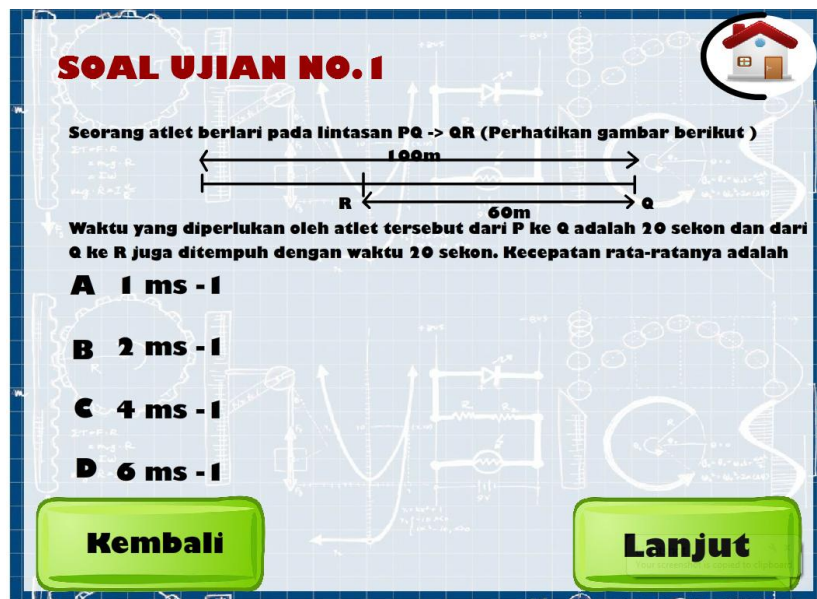 SOAL UJIAN NO.1
Seorang atlet berlari pada lintasan PQ -> QR (Perhatikan gambar berikut )
100m
R
Q
60m
Waktu yang diperlukan oleh atlet tersebut dari P ke Q adalah 20 sekon dan dari
Q ke R juga ditempuh dengan waktu 20 sekon. Kecepatan rata-ratanya adalah
A 1 ms -1
B 2 ms -1
C 4 ms -1
D 6 ms -1
Kembali
Lanjut